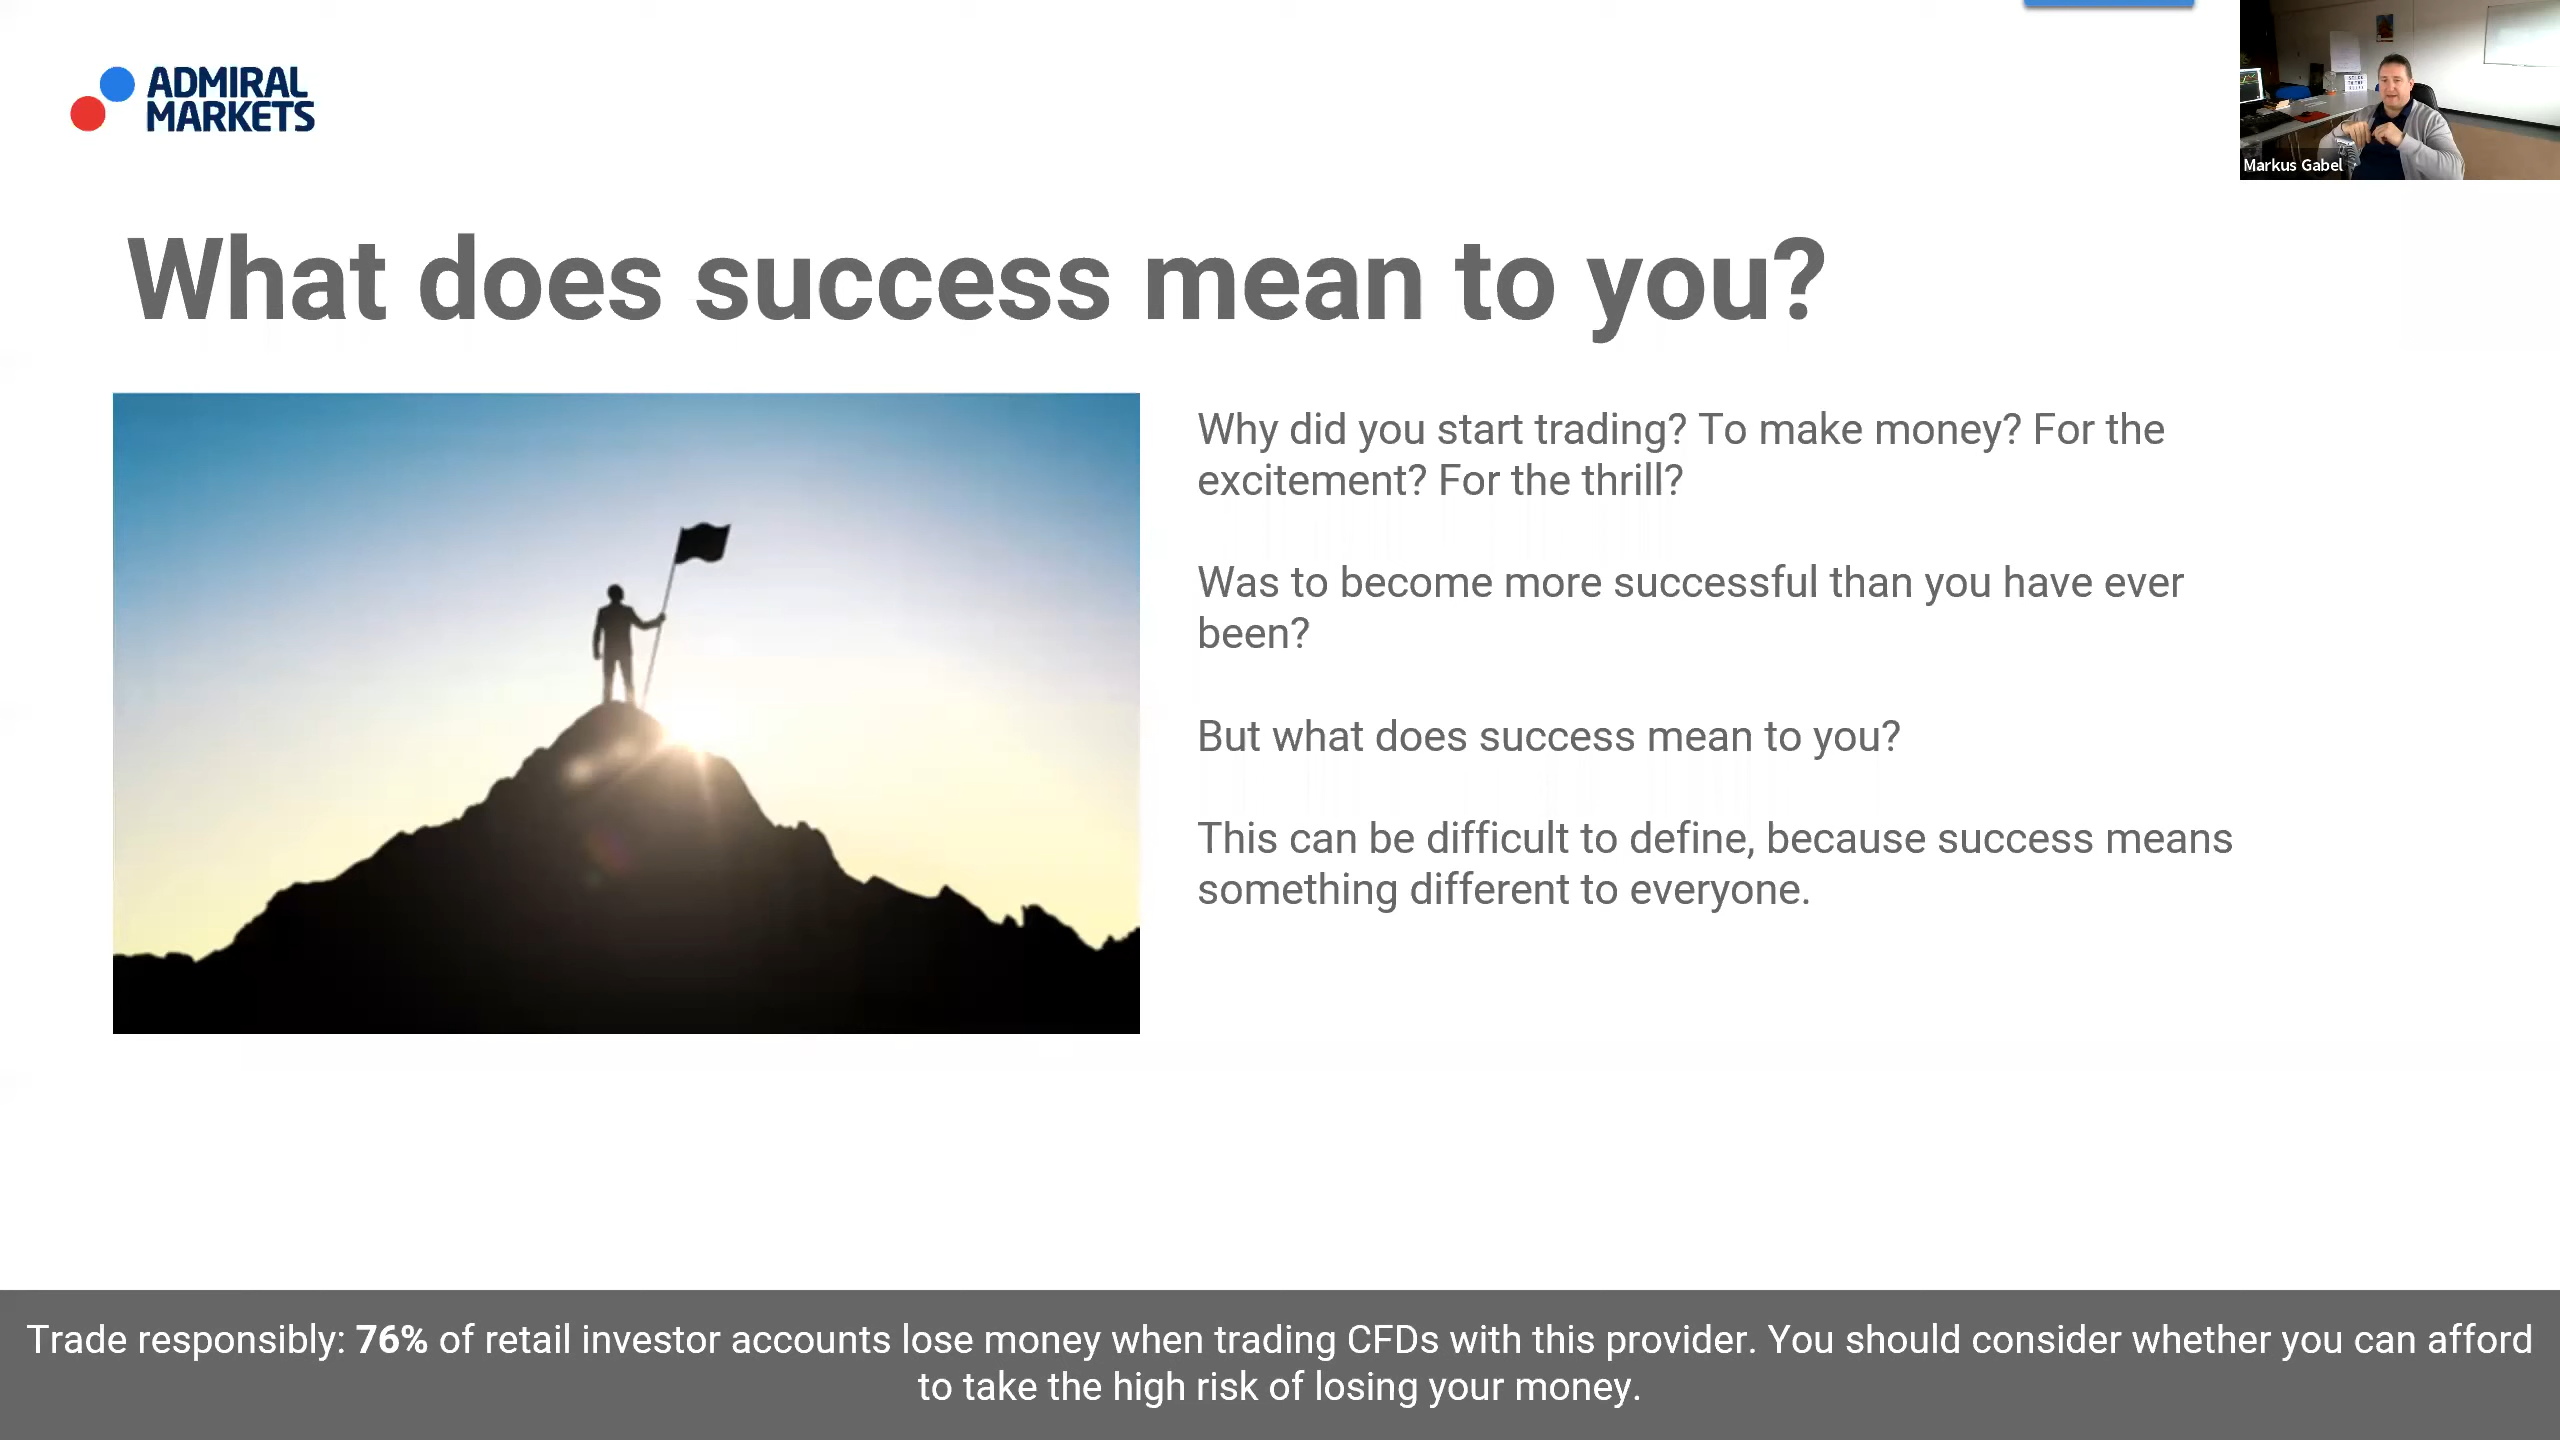 ADMIRAL
MARKETS
Markus Gabel
What does success mean to you?
Why did you start trading? To make money? For the
excitement? For the thrill?
Was to become more successful than you have ever
been?
But what does success mean to you?
This can be difficult to define, because success means
something different to everyone.
Trade responsibly: 76% of retail investor accounts lose money when trading CFDs with this provider. You should consider whether you can afford
to take the high risk of losing your money.